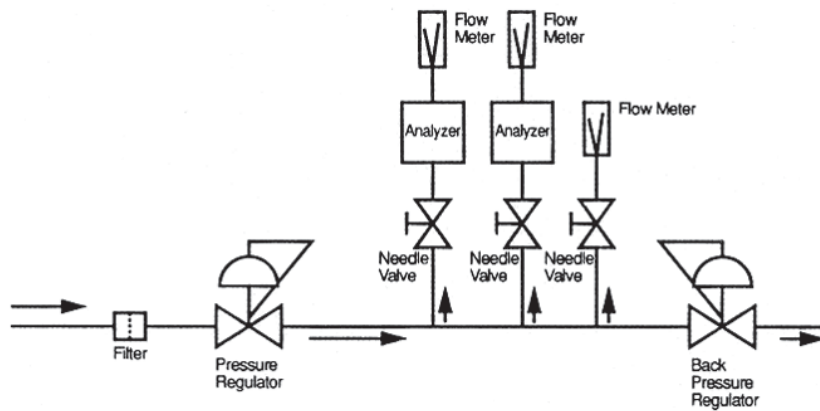 Flow
Meter
Flow
Meter
Analyzer
Analyzer
Flow Meter
Needle
Valve
Needle
Valve
Needle
Valve
Filter
Pressure
Regulator
Back
Pressure
Regulator